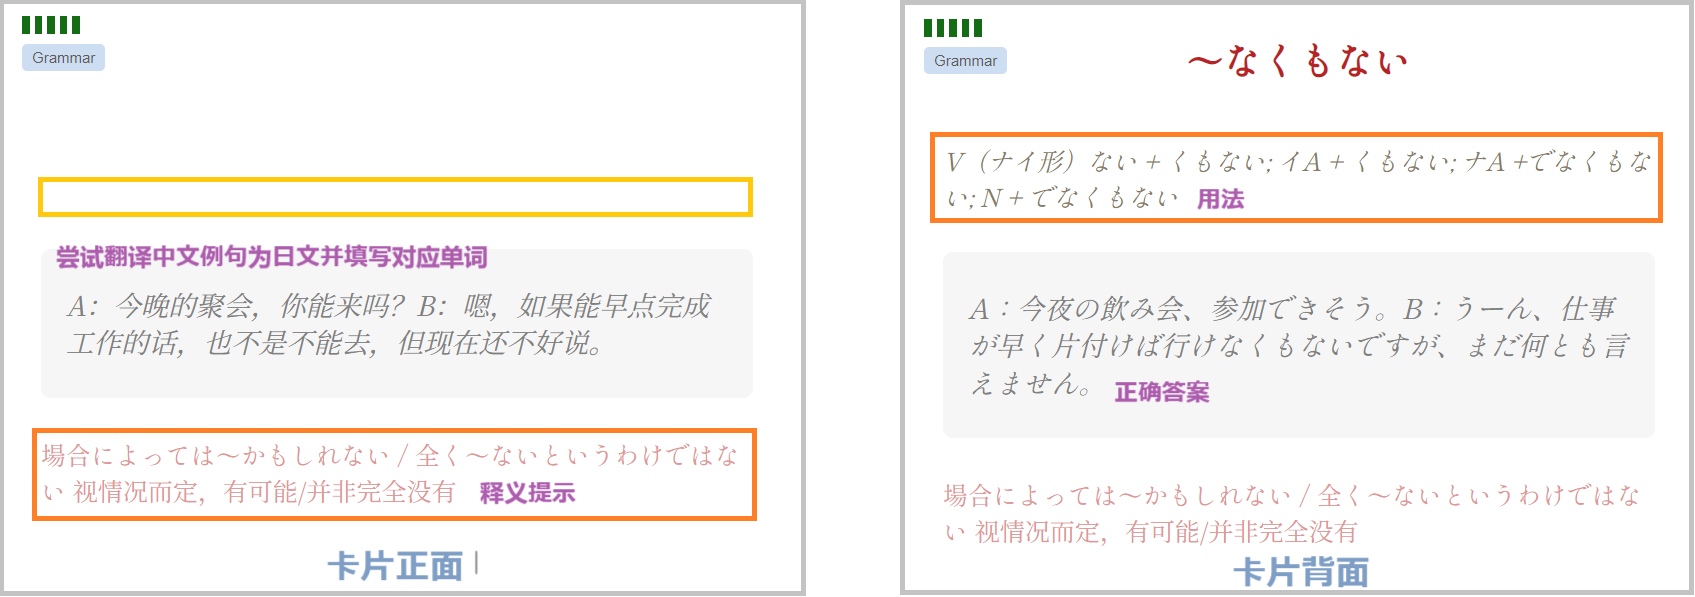 Grammar
尝试翻译中文例句为日文并填写对应单词
A：今晚的聚会，你能来吗？B：嗯，如果能早点完成
工作的话，也不是不能去，但现在还不好说。
場合によっては～かもしれない / 全く～ないというわけではな
い 视情况而定，有可能/并非完全没有
释义提示
卡片正面
Grammar
～なくもない
V（ナイ形）ない + くもない; イA + くもない; ナA +でなくもな
い; N + でなくもない
用法
A：今夜の飲み会、参加できそう。B：うーん、仕事
が早く片付けば行けなくもないですが、まだ何とも言
えません。
正确答案
場合によっては～かもしれない / 全く～ないというわけではな
い 视情况而定，有可能/并非完全没有
卡片背面